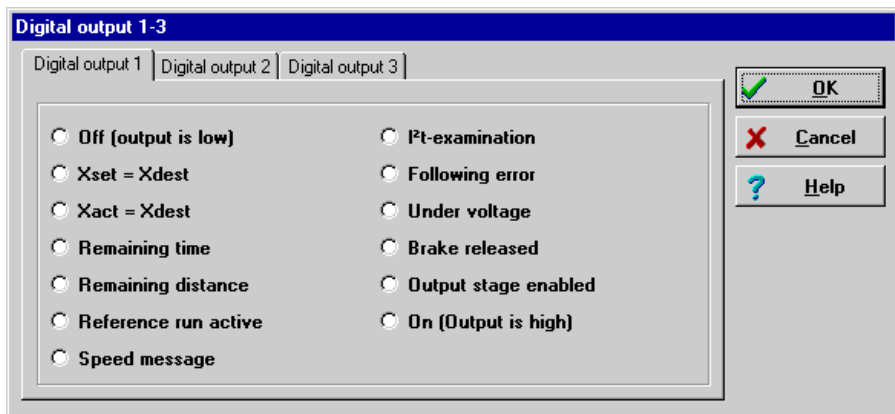 Digital output 1-3
Digital output 1
Digital output 2
Digital output 3
Off (output is low)
Xset = Xdest
Xact = Xdest
Remaining time
Remaining distance
Reference run active
Speed message
I²t-examination
Following error
Under voltage
Brake released
Output stage enabled
On (Output is high)
OK
Cancel
Help